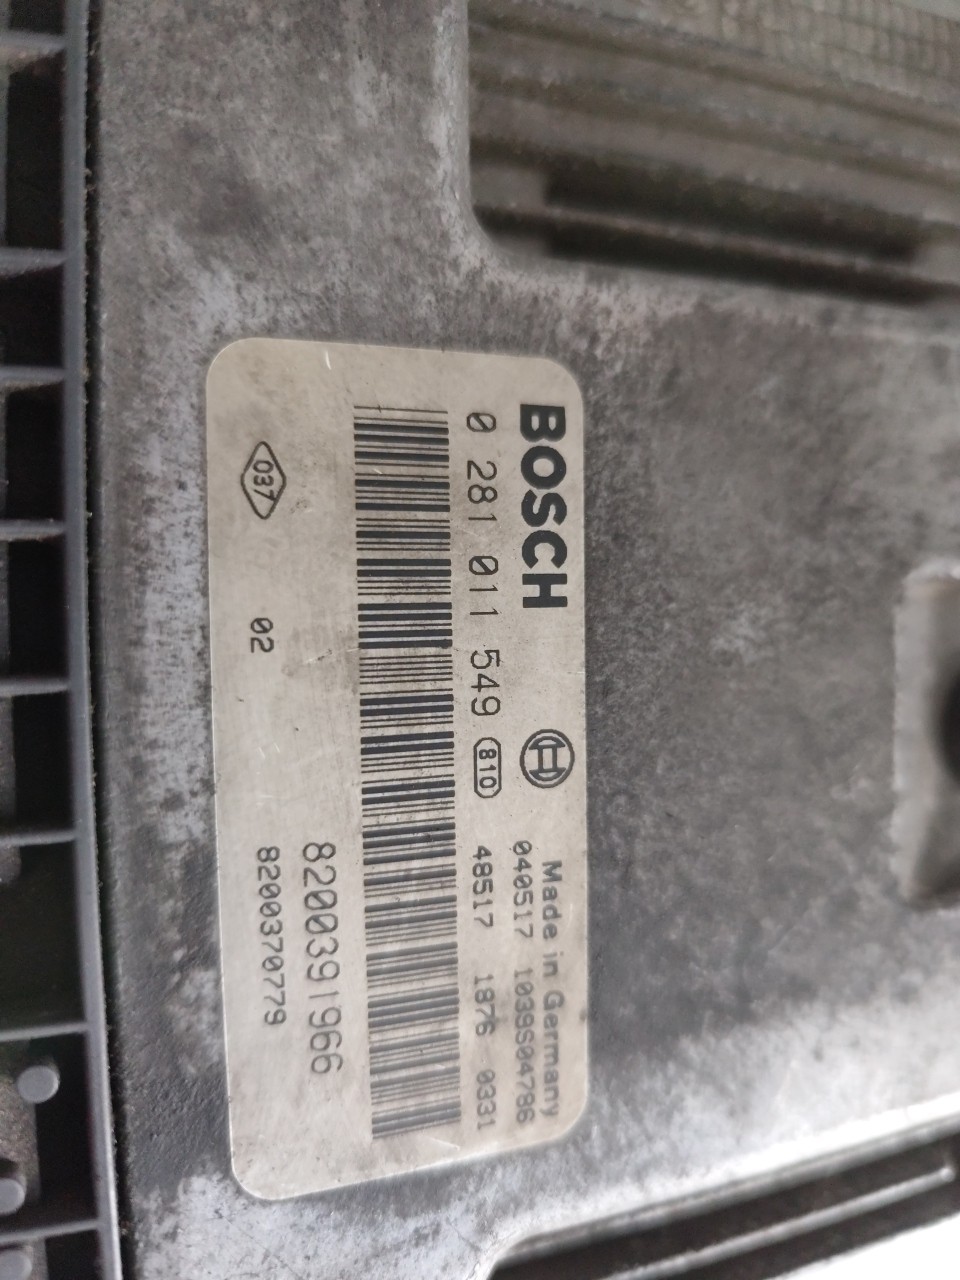 BOSCH
Made in Germany
040517 1039S04786
0 281 011 549 810 48517 1876 0331
8200391966
037 02 8200370779